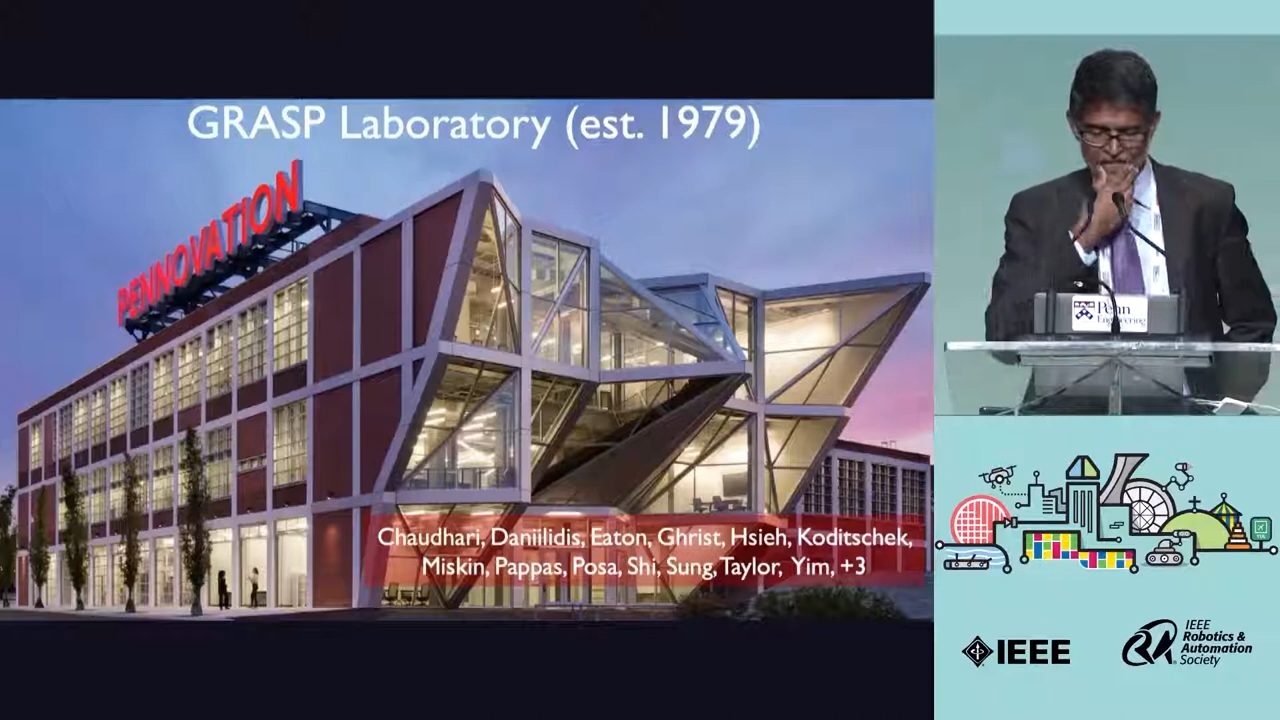 GRASP Laboratory (est. 1979)
PENNOVATION
Chaudhari, Daniilidis, Eaton, Ghrist, Hsieh, Koditschek,
Miskin, Pappas, Posa, Shi, Sung, Taylor, Yim, +3
Penn
Engineering
IEEE
IEEE
Robotics &
Automation
Society